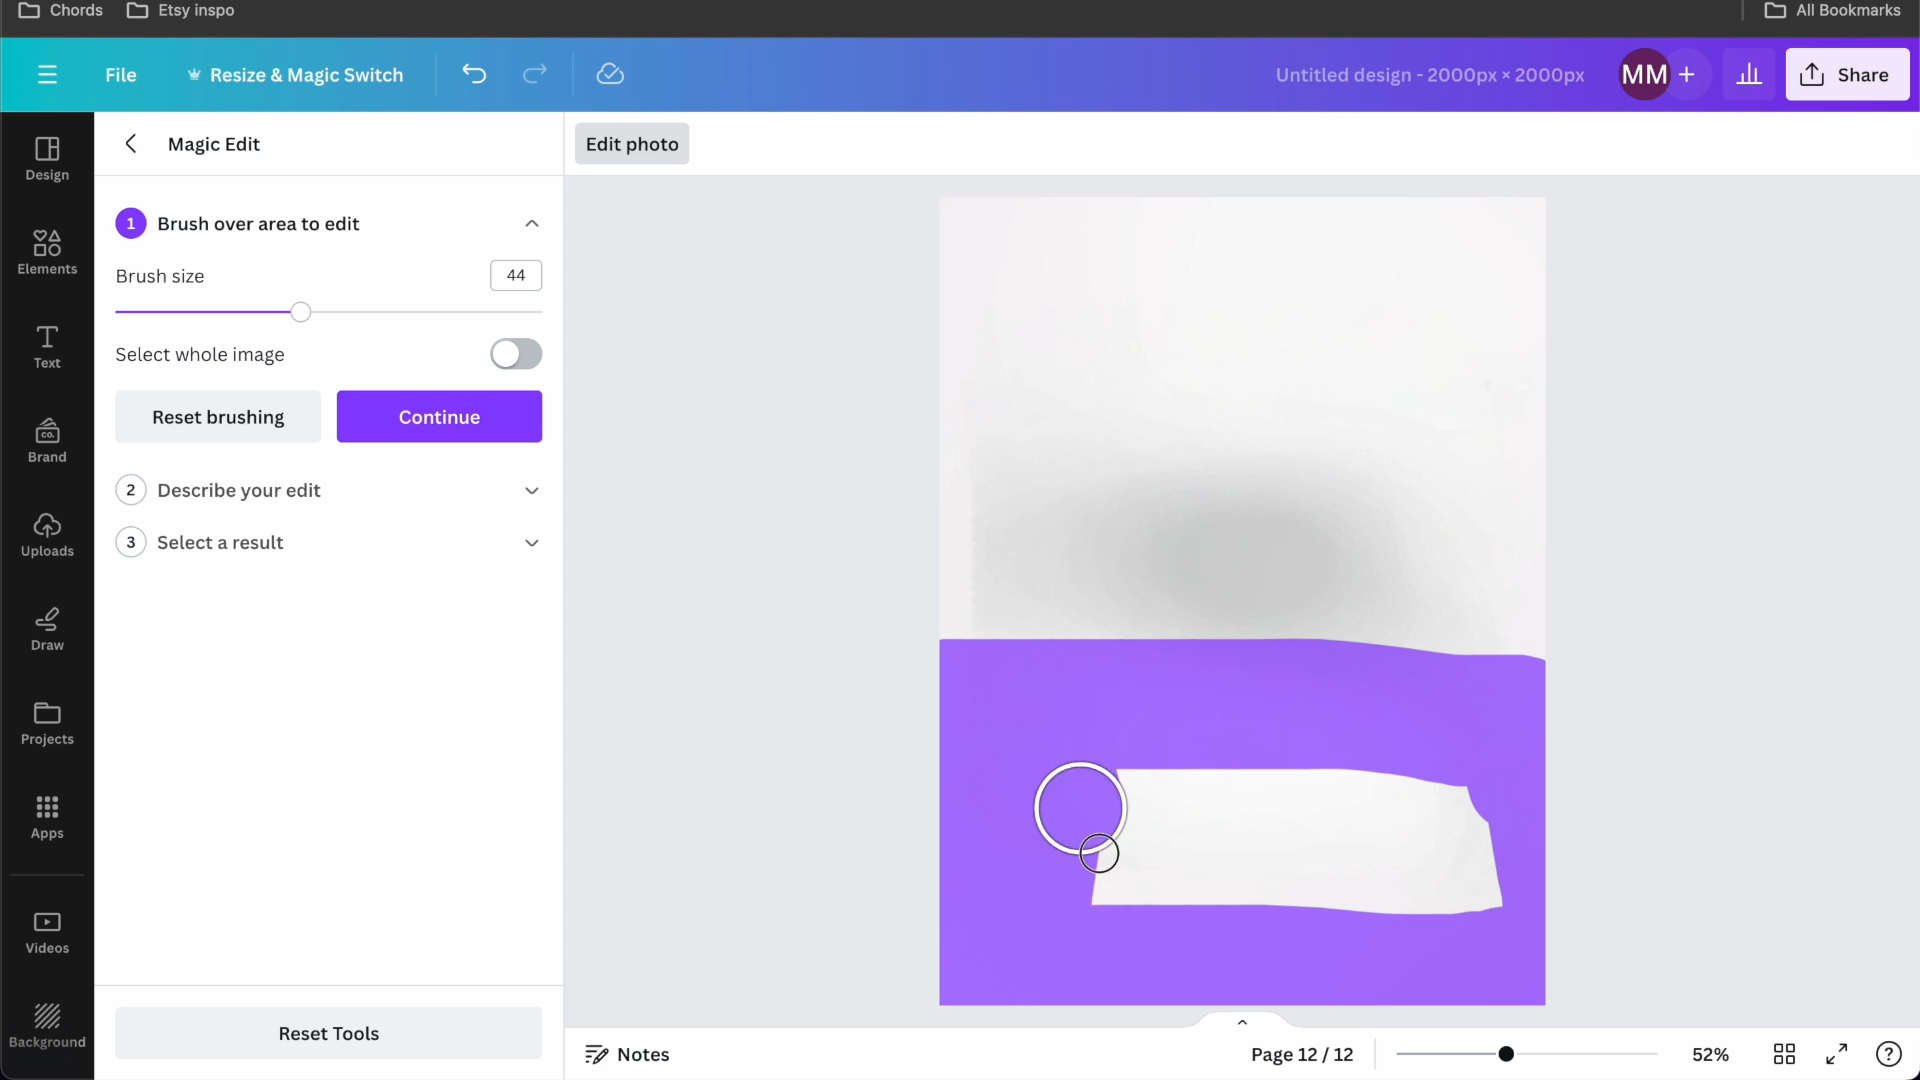 Chords Etsy inspo All Bookmarks
File Resize & Magic Switch Untitled design - 2000px × 2000px MM + Share
Magic Edit Edit photo
Design
1 Brush over area to edit
Elements
Brush size 44
Text
Select whole image
Reset brushing Continue
CO.
Brand
2 Describe your edit
Uploads
3 Select a result
Draw
Projects
Apps
Videos
Background
Reset Tools
Notes Page 12 / 12 52% ?